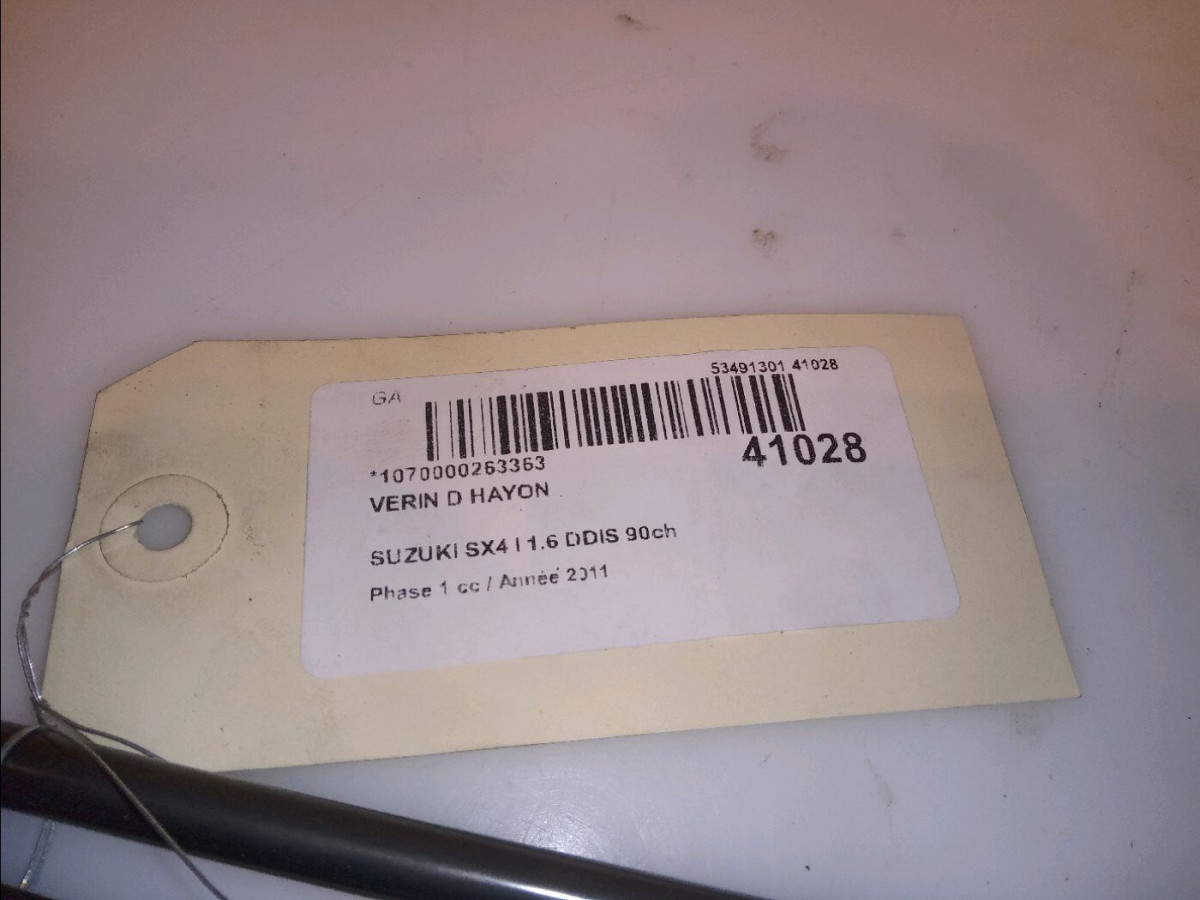 53491301 41028
GA
41028
*1070000263363
VERIN D HAYON
SUZUKI SX4 I 1.6 DDIS 90ch
Phase 1 cc / Année 2011